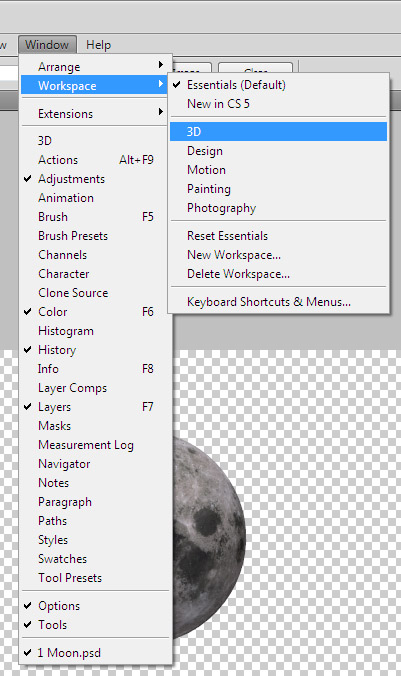 Window Help
Arrange
Workspace
Extensions
3D
Actions Alt+F9
Adjustments
Animation
Brush F5
Brush Presets
Channels
Character
Clone Source
Color F6
Histogram
History
Info F8
Layer Comps
Layers F7
Masks
Measurement Log
Navigator
Notes
Paragraph
Paths
Styles
Swatches
Tool Presets
Options
Tools
1 Moon.psd
Essentials (Default)
New in CS 5
3D
Design
Motion
Painting
Photography
Reset Essentials
New Workspace...
Delete Workspace...
Keyboard Shortcuts & Menus...